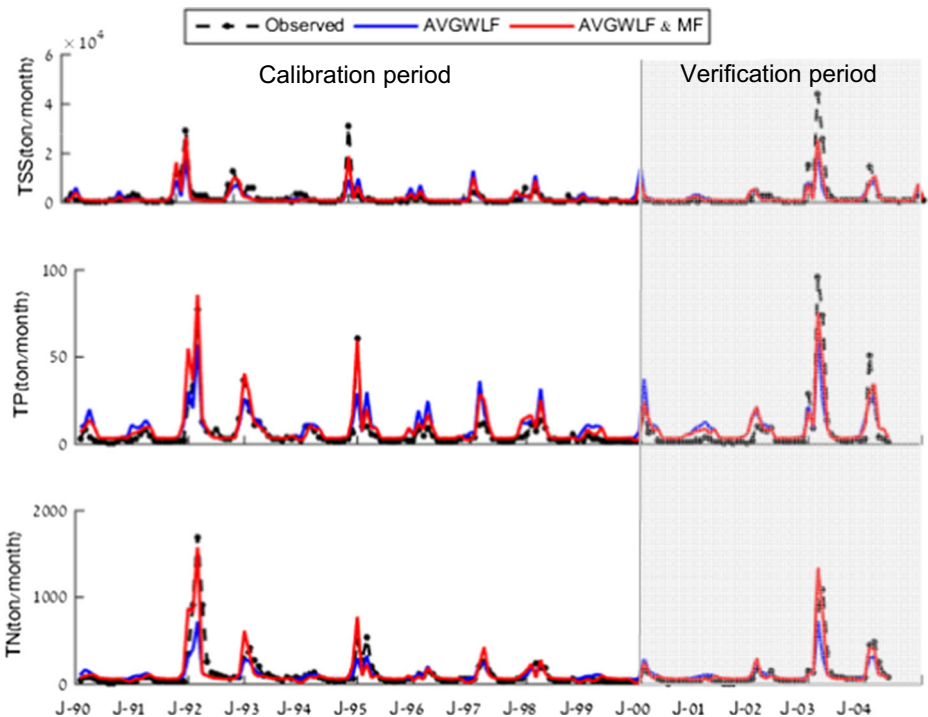 Observed AVGWLF AVGWLF & MF
× 10⁴
Calibration period Verification period
6
4
2
0
TSS(ton/month)
100
50
0
TP(ton/month)
2000
1000
0
TN(ton/month)
J-90 J-91 J-92 J-93 J-94 J-95 J-96 J-97 J-98 J-99 J-00 J-01 J-02 J-03 J-04